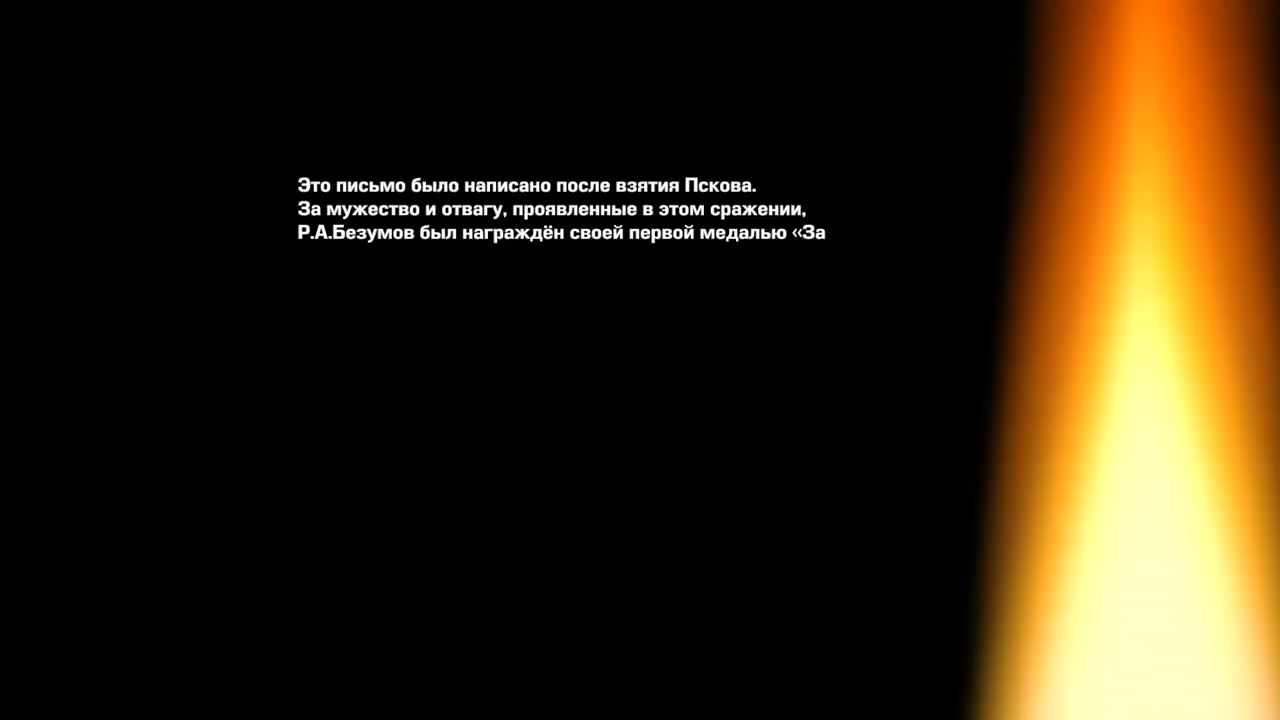 Это письмо было написано после взятия Пскова.
За мужество и отвагу, проявленные в этом сражении,
Р.А.Безумов был награждён своей первой медалью «За